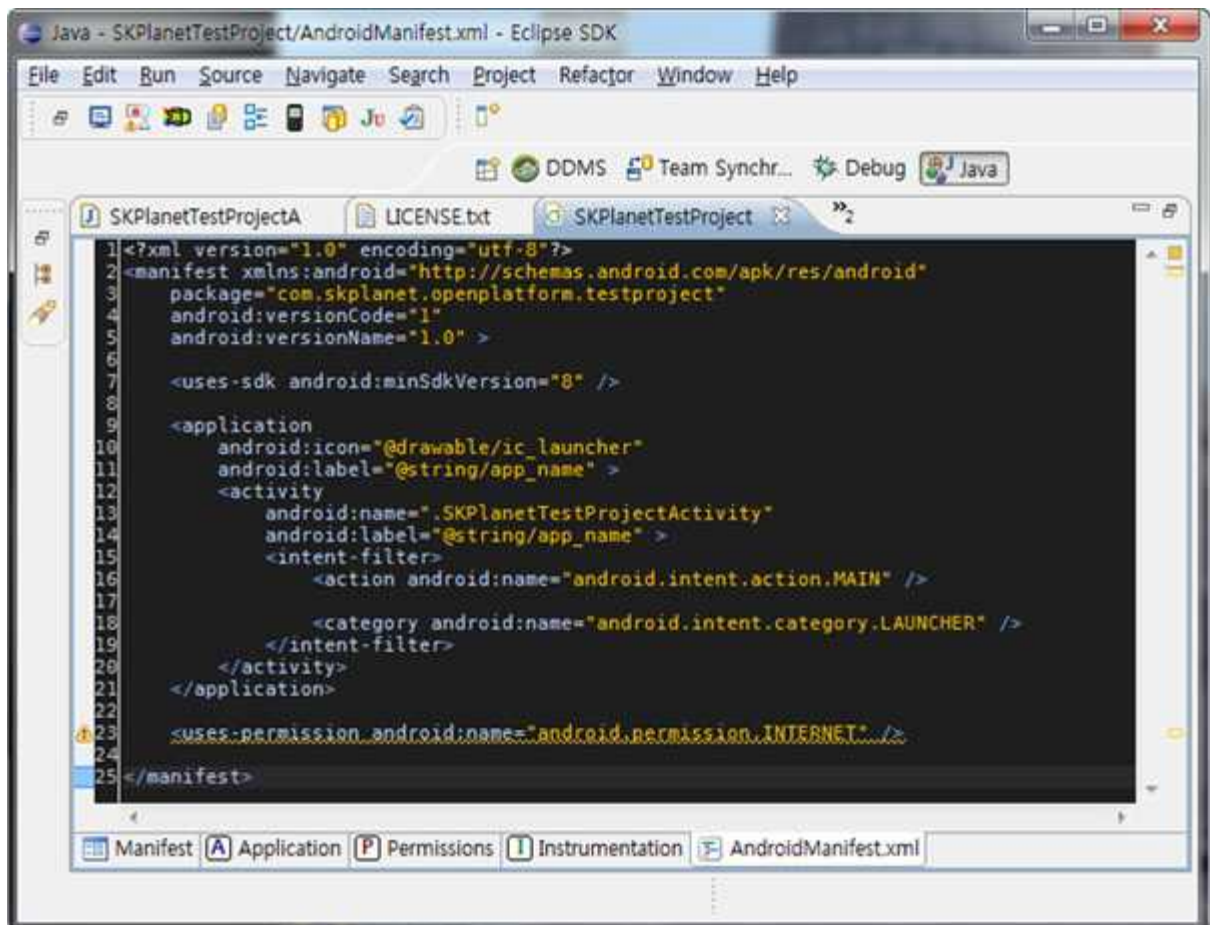 Java - SKPlanetTestProject/AndroidManifest.xml - Eclipse SDK
File Edit Run Source Navigate Search Project Refactor Window Help
Ju
DDMS Team Synchr... Debug Java
SKPlanetTestProjectA LICENSE.txt SKPlanetTestProject »2
1 <?xml version="1.0" encoding="utf-8"?>
2 <manifest xmlns:android="http://schemas.android.com/apk/res/android"
3     package="com.skplanet.openplatform.testproject"
4     android:versionCode="1"
5     android:versionName="1.0" >
6
7     <uses-sdk android:minSdkVersion="8" />
8
9     <application
10         android:icon="@drawable/ic_launcher"
11         android:label="@string/app_name" >
12         <activity
13             android:name=".SKPlanetTestProjectActivity"
14             android:label="@string/app_name" >
15             <intent-filter>
16                 <action android:name="android.intent.action.MAIN" />
17
18                 <category android:name="android.intent.category.LAUNCHER" />
19             </intent-filter>
20         </activity>
21     </application>
22
23     <uses-permission android:name="android.permission.INTERNET" />
24
25 </manifest>
Manifest A Application P Permissions I Instrumentation AndroidManifest.xml